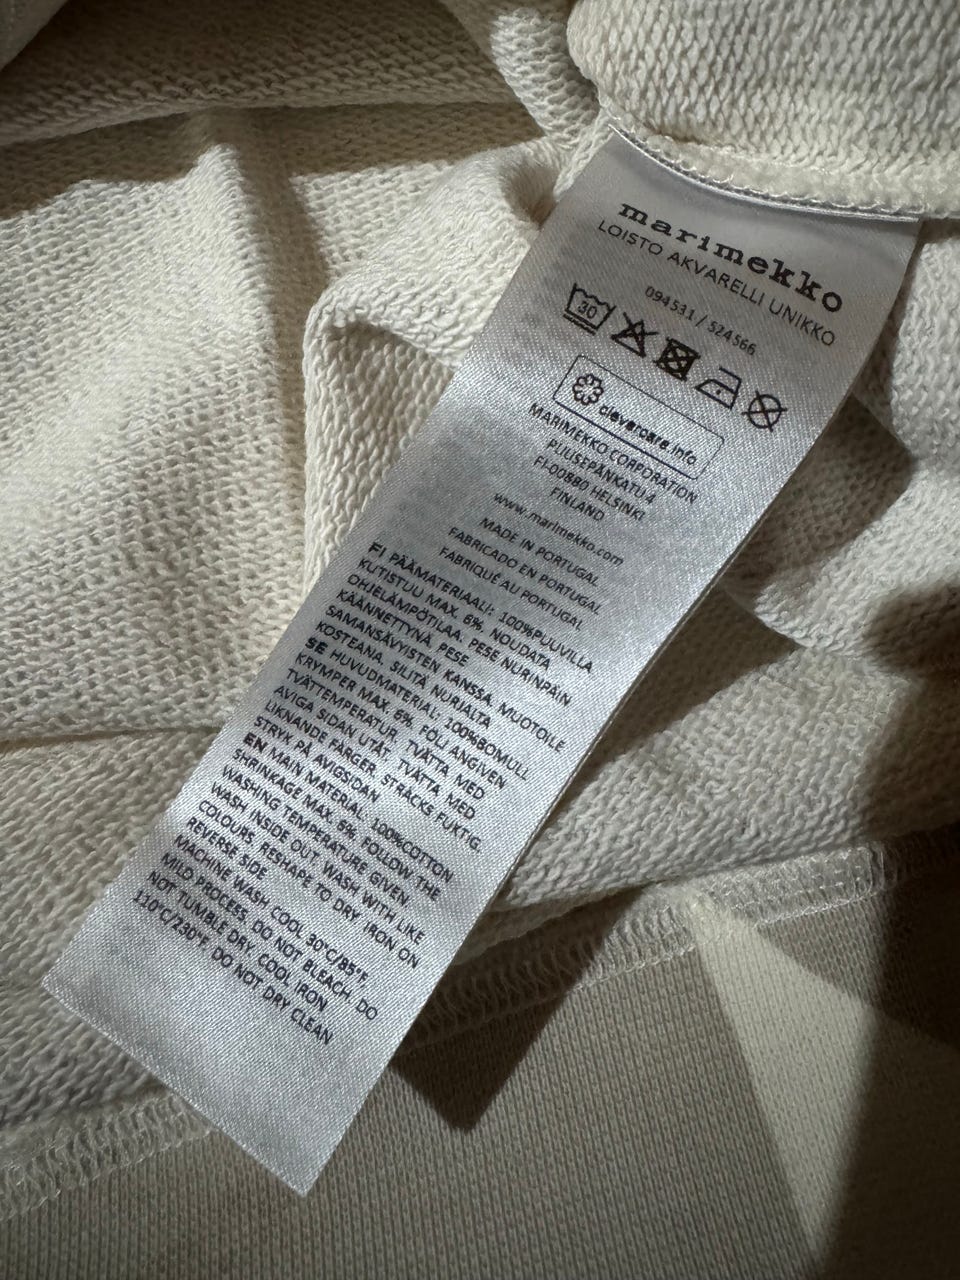 marimekko
LOISTO AKVARELLI UNIKKO
094531 / 524566
30
clevercare.info
MARIMEKKO CORPORATION
PUUSEPÄNKATU 4
FI-00880 HELSINKI
FINLAND
www.marimekko.com
MADE IN PORTUGAL
FABRICADO EN PORTUGAL
FABRIQUÉ AU PORTUGAL
FI PÄÄMATERIAALI: 100%PUUVILLA
KUTISTUU MAX. 6%, NOUDATA
OHJELÄMPÖTILAA. PESE NURINPÄIN
KÄÄNNETTYNÄ, PESE
SAMANSÄVYISTEN KANSSA. MUOTOILE
KOSTEANA, SILITÄ NURJALTA
SE HUVUDMATERIAL: 100%BOMULL
KRYMPER MAX. 6%, FÖLJ ANGIVEN
TVÄTTEMPERATUR. TVÄTTA MED
AVIGA SIDAN UTÅT, TVÄTTA MED
LIKNANDE FÄRGER. STRÄCKS FUKTIG.
STRYK PÅ AVIGSIDAN
EN MAIN MATERIAL: 100%COTTON
SHRINKAGE MAX. 6%, FOLLOW THE
WASHING TEMPERATURE GIVEN.
WASH INSIDE OUT. WASH WITH LIKE
COLOURS. RESHAPE TO DRY. IRON ON
REVERSE SIDE
MACHINE WASH COOL 30°C/85°F.
MILD PROCESS. DO NOT BLEACH. DO
NOT TUMBLE DRY. COOL IRON
110°C/230°F. DO NOT DRY CLEAN